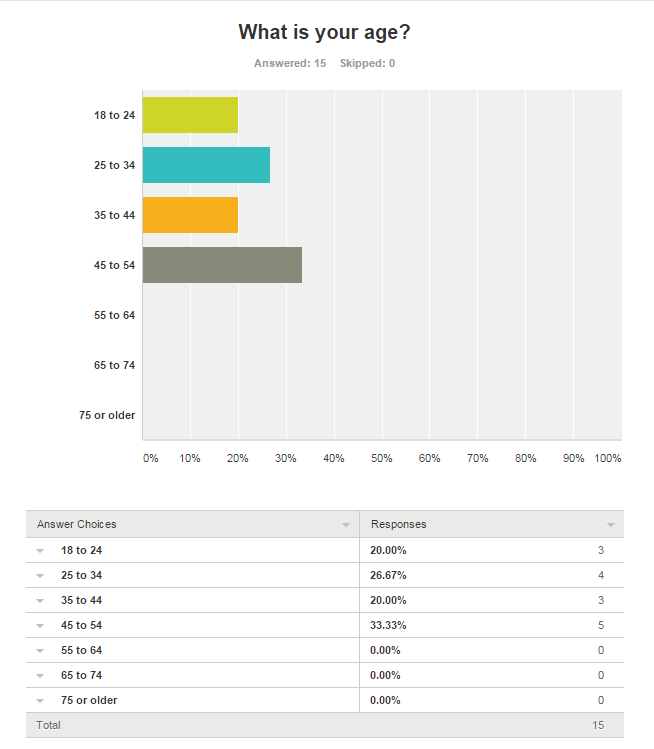 What is your age?
Answered: 15 Skipped: 0
18 to 24
25 to 34
35 to 44
45 to 54
55 to 64
65 to 74
75 or older
0% 10% 20% 30% 40% 50% 60% 70% 80% 90% 100%
Answer Choices Responses
18 to 24 20.00% 3
25 to 34 26.67% 4
35 to 44 20.00% 3
45 to 54 33.33% 5
55 to 64 0.00% 0
65 to 74 0.00% 0
75 or older 0.00% 0
Total 15